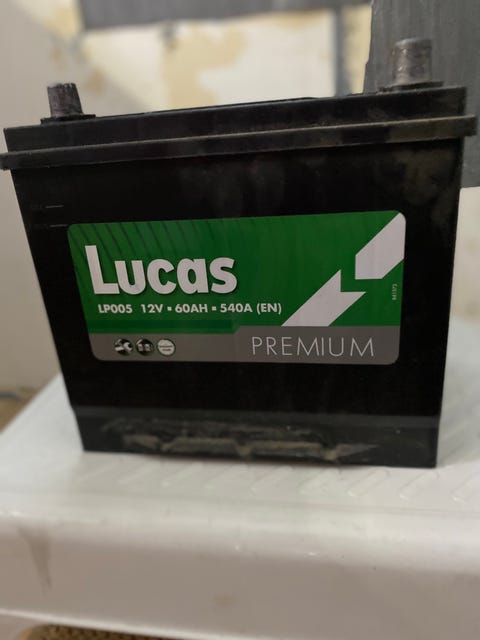 Lucas
LP005 12V ▪ 60AH ▪ 540A (EN)
PREMIUM